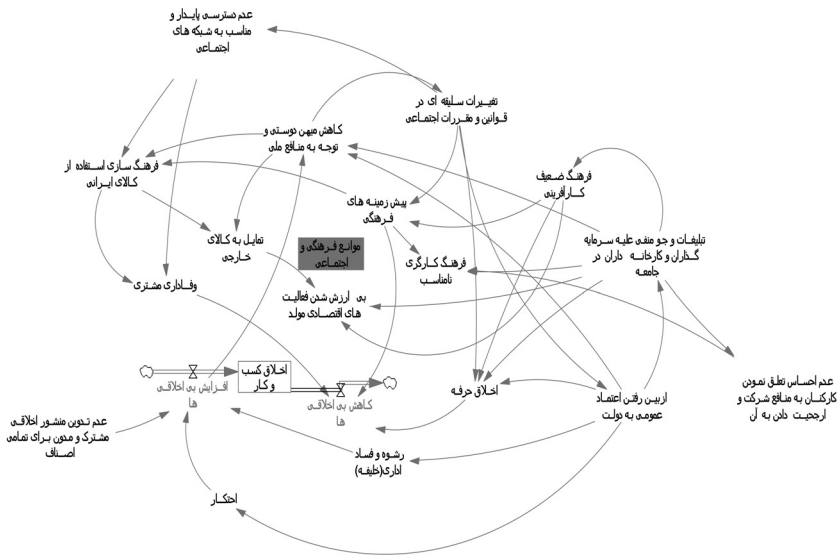 عدم دسترسی پایدار و
مناسب به شبکه های
اجتماعی
تغییرات سلیقه ای در
قوانین و مقررات اجتماعی
کاهش میهن دوستی و
توجه به منافع ملی
فرهنگ سازی استفاده از
کالای ایرانی
فرهنگ ضعیف
کارآفرینی
پیش زمینه های
فرهنگی
تمایل به کالای
خارجی
موانع فرهنگی و
اجتماعی
فرهنگ کارگری
نامناسب
تبلیغات و جو منفی علیه سرمایه
گذاران و کارخانه داران در
جامعه
وفاداری مشتری
بی ارزش شدن فعالیت
های اقتصادی مولد
اخلاق کسب
و کار
افزایش بی اخلاقی
ها
کاهش بی اخلاقی
ها
اخلاق حرفه
ازبین رفتن اعتماد
عمومی به دولت
عدم احساس تعلق نمودن
کارکنان به منافع شرکت و
ارجحیت دادن به آن
عدم تدوین منشور اخلاقی
مشترک و مدون برای تمامی
اصناف
رشوه و فساد
اداری(خلیفه)
احتکار